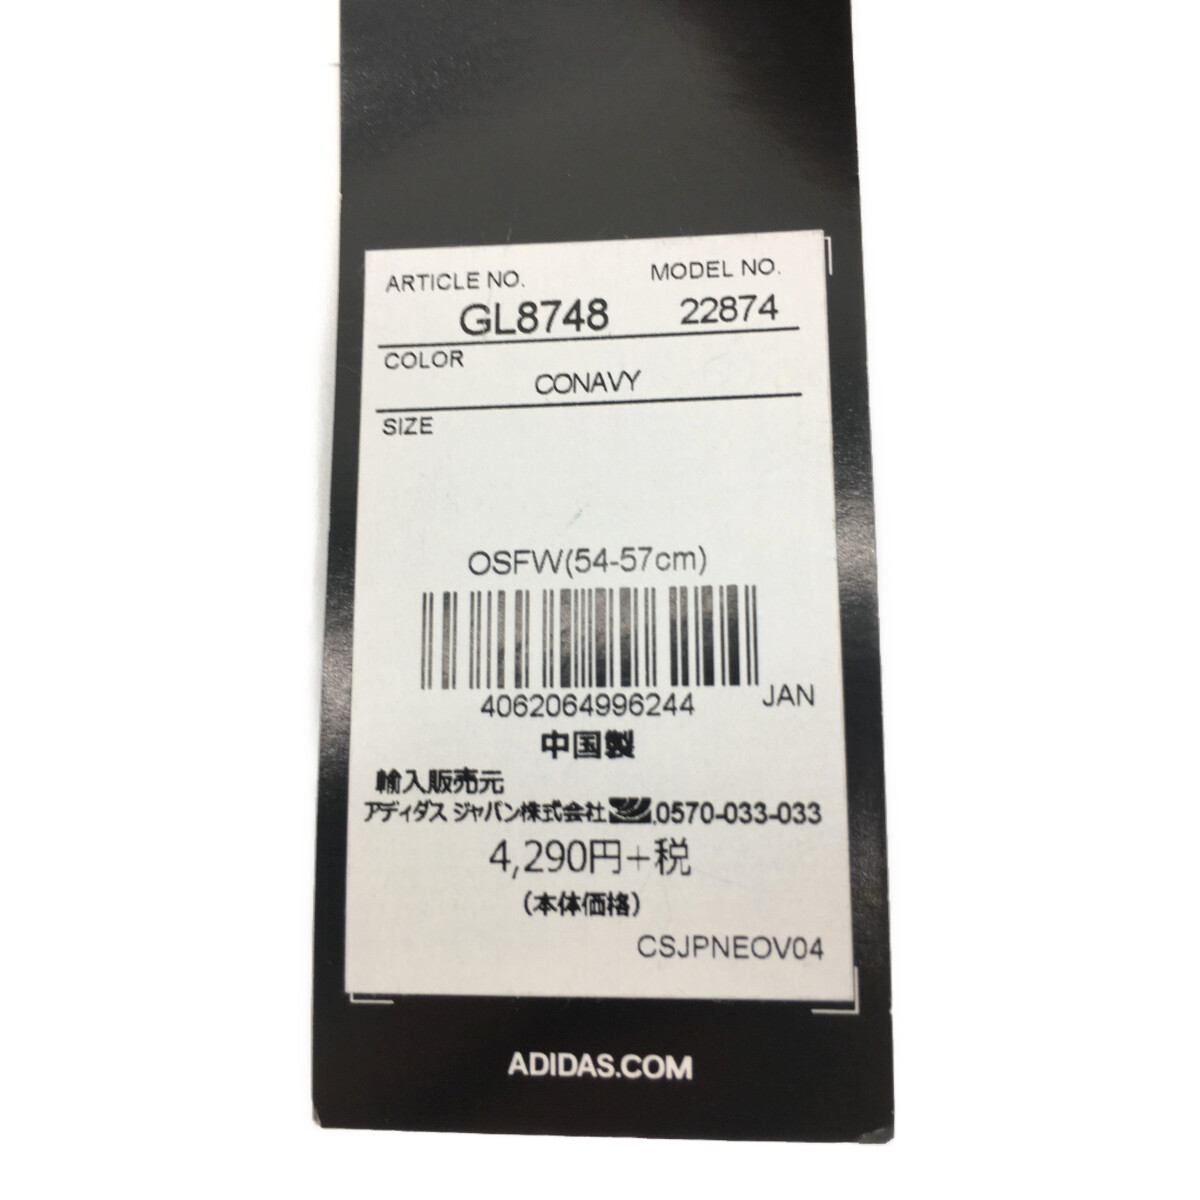 ARTICLE NO. MODEL NO.
GL8748 22874
COLOR
CONAVY
SIZE
OSFW(54-57cm)
4062064996244 JAN
中国製
輸入販売元
アディダス ジャパン株式会社 0570-033-033
4,290円+税
(本体価格)
CSJPNEOV04
ADIDAS.COM